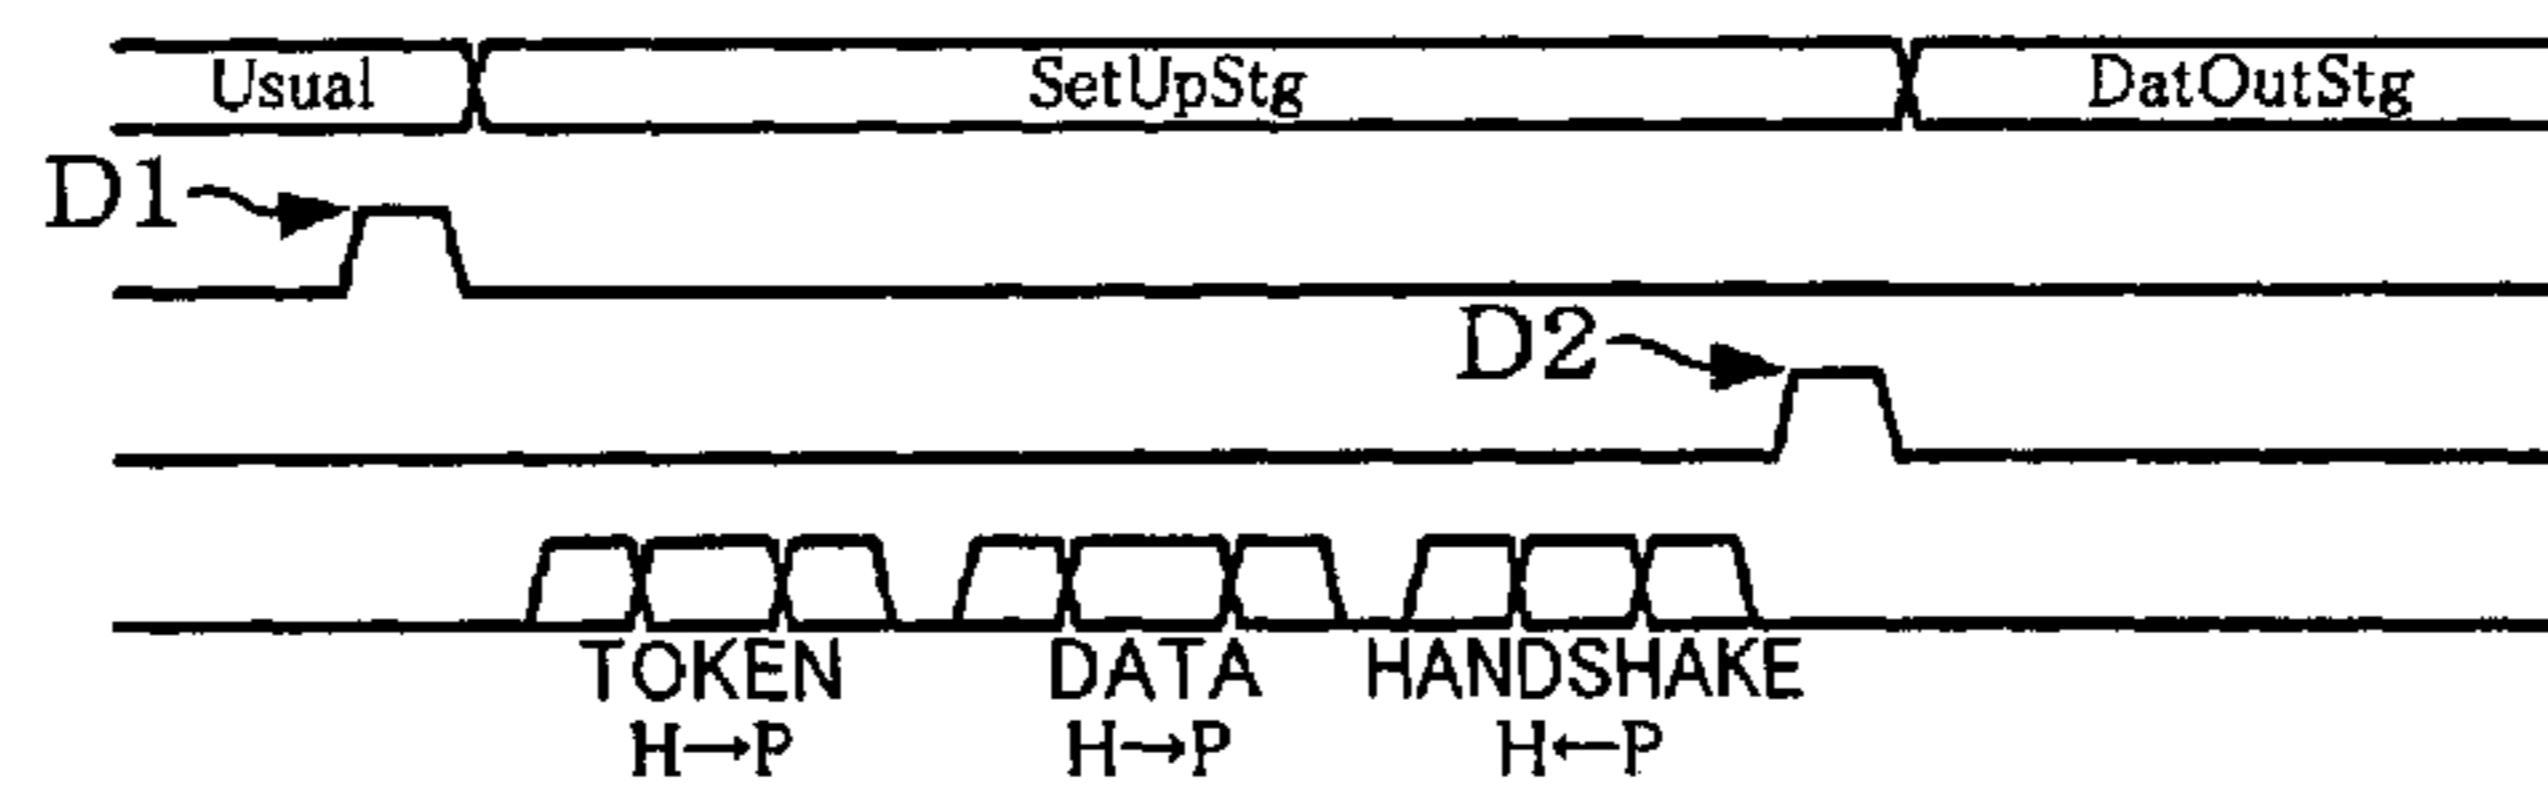 Usual SetUpStg DatOutStg
D1
D2
TOKEN DATA HANDSHAKE
H→P H→P H←P